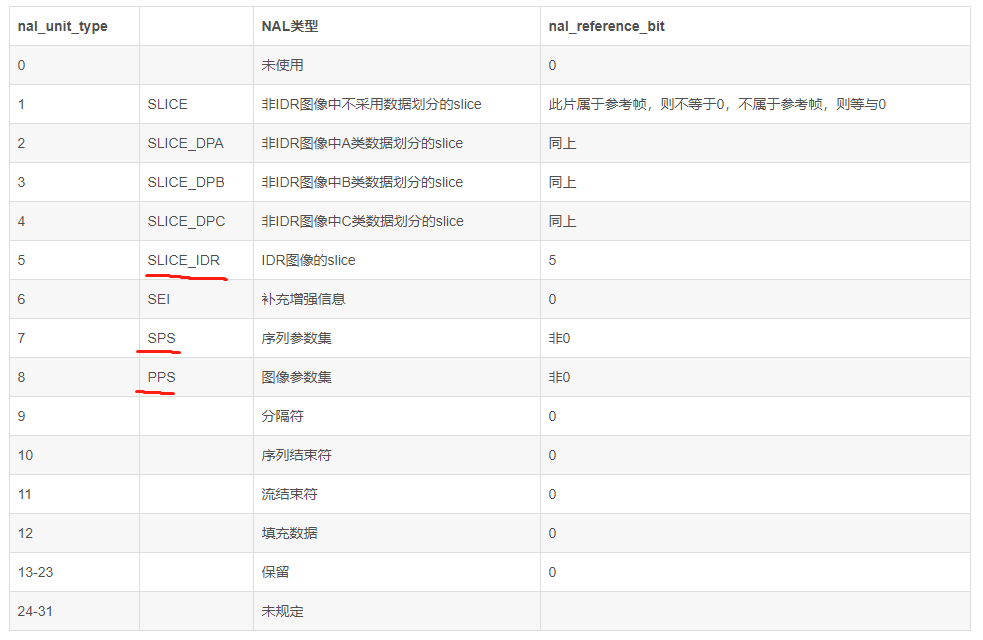 nal_unit_type NAL类型 nal_reference_bit
0 未使用 0
1 SLICE 非IDR图像中不采用数据划分的slice 此片属于参考帧，则不等于0，不属于参考帧，则等与0
2 SLICE_DPA 非IDR图像中A类数据划分的slice 同上
3 SLICE_DPB 非IDR图像中B类数据划分的slice 同上
4 SLICE_DPC 非IDR图像中C类数据划分的slice 同上
5 SLICE_IDR IDR图像的slice 5
6 SEI 补充增强信息 0
7 SPS 序列参数集 非0
8 PPS 图像参数集 非0
9 分隔符 0
10 序列结束符 0
11 流结束符 0
12 填充数据 0
13-23 保留 0
24-31 未规定